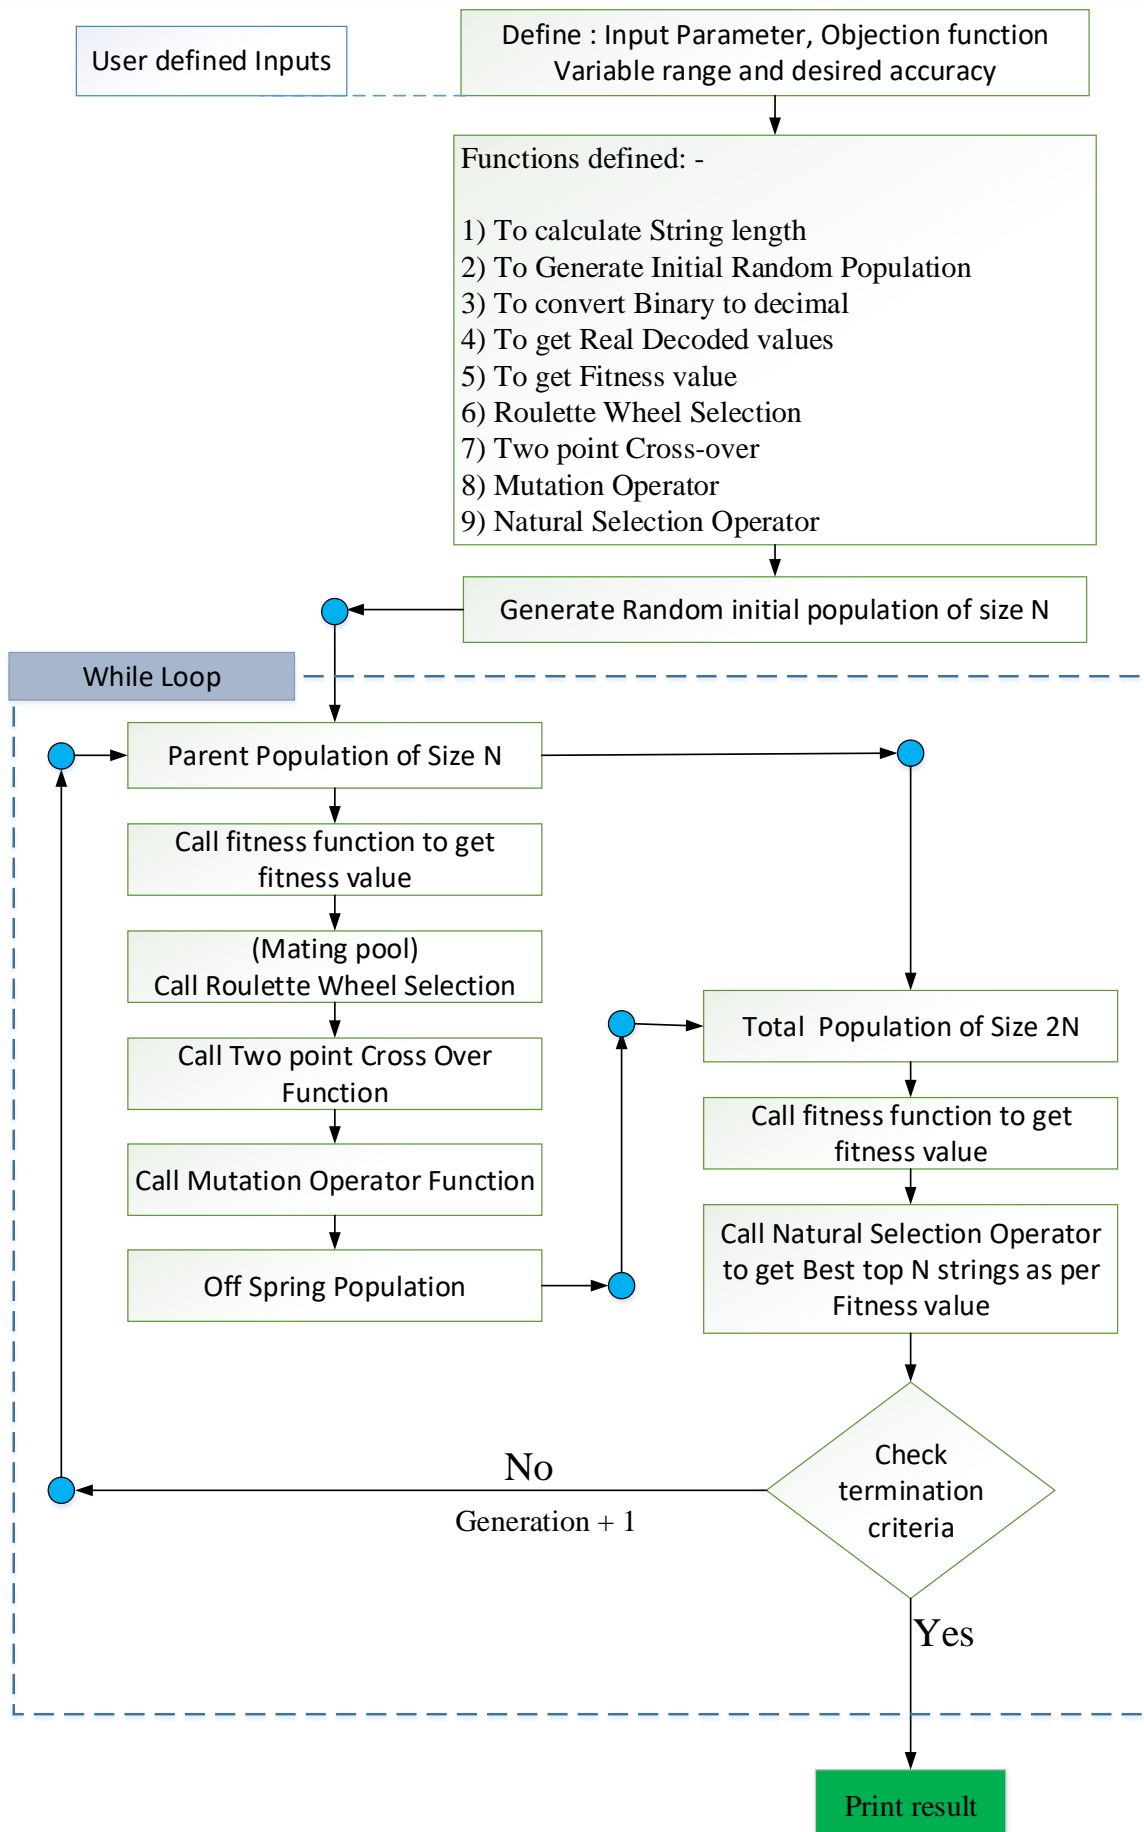 User defined Inputs
Define : Input Parameter, Objection function
Variable range and desired accuracy
Functions defined: -
1) To calculate String length
2) To Generate Initial Random Population
3) To convert Binary to decimal
4) To get Real Decoded values
5) To get Fitness value
6) Roulette Wheel Selection
7) Two point Cross-over
8) Mutation Operator
9) Natural Selection Operator
Generate Random initial population of size N
While Loop
Parent Population of Size N
Call fitness function to get
fitness value
(Mating pool)
Call Roulette Wheel Selection
Call Two point Cross Over
Function
Call Mutation Operator Function
Off Spring Population
Total  Population of Size 2N
Call fitness function to get
fitness value
Call Natural Selection Operator
to get Best top N strings as per
Fitness value
Check
termination
criteria
No
Generation + 1
Yes
Print result